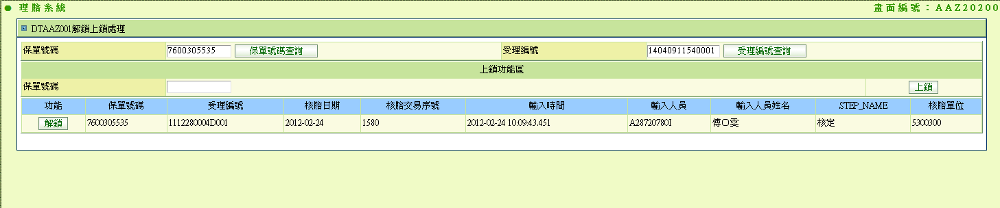 理賠系統 畫面編號：AAZ20200
DTAAZ001解鎖上鎖處理
保單號碼 7600305535 保單號碼查詢 受理編號 14040911540001 受理編號查詢
上鎖功能區
保單號碼 上鎖
功能 保單號碼 受理編號 核賠日期 核賠交易序號 輸入時間 輸入人員 輸入人員姓名 STEP_NAME 核賠單位
解鎖 7600305535 1112280004D001 2012-02-24 1580 2012-02-24 10:09:43.451 A28720780I 傅〇雯 核定 5300300